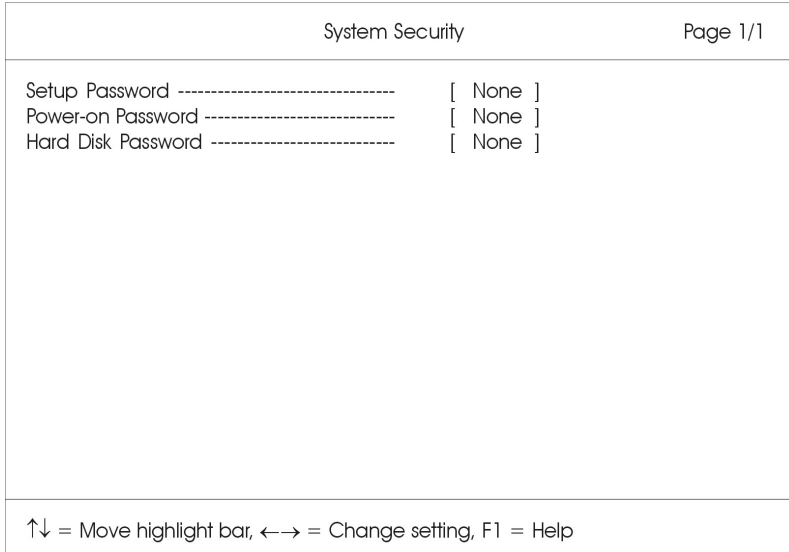 System Security Page 1/1
Setup Password --------------------------------- [ None ]
Power-on Password ----------------------------- [ None ]
Hard Disk Password ---------------------------- [ None ]
↑↓ = Move highlight bar, ←→ = Change setting, F1 = Help